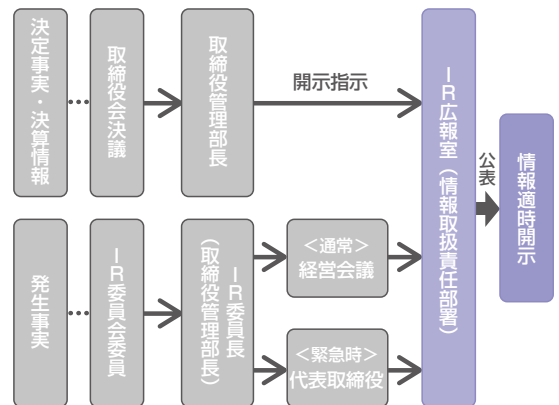 決定事実・決算情報
取締役会決議
取締役管理部長
開示指示
IR広報室(情報取扱責任部署)
公表
情報適時開示
発生事実
IR委員会委員
IR委員長
(取締役管理部長)
＜通常＞
経営会議
＜緊急時＞
代表取締役